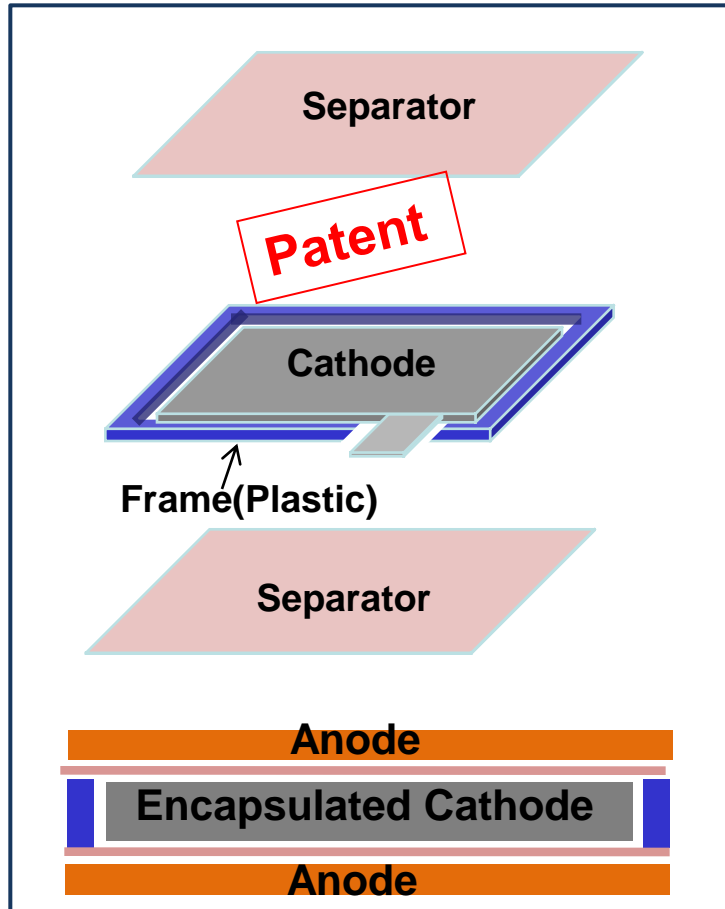 Separator
Patent
Cathode
Frame(Plastic)
Separator
Anode
Encapsulated Cathode
Anode